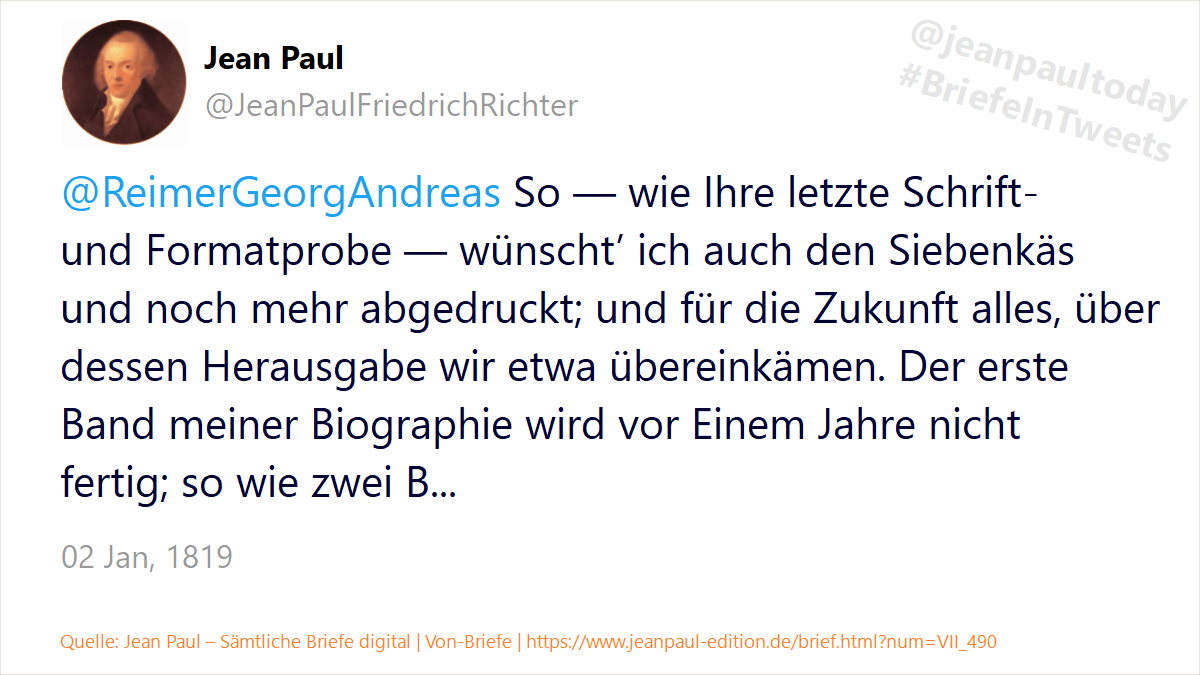 Jean Paul
@JeanPaulFriedrichRichter
@jeanpaultoday
#BriefeInTweets
@ReimerGeorgAndreas So — wie Ihre letzte Schrift-
und Formatprobe — wünscht’ ich auch den Siebenkäs
und noch mehr abgedruckt; und für die Zukunft alles, über
dessen Herausgabe wir etwa übereinkämen. Der erste
Band meiner Biographie wird vor Einem Jahre nicht
fertig; so wie zwei B...
02 Jan, 1819
Quelle: Jean Paul – Sämtliche Briefe digital | Von-Briefe | https://www.jeanpaul-edition.de/brief.html?num=VII_490